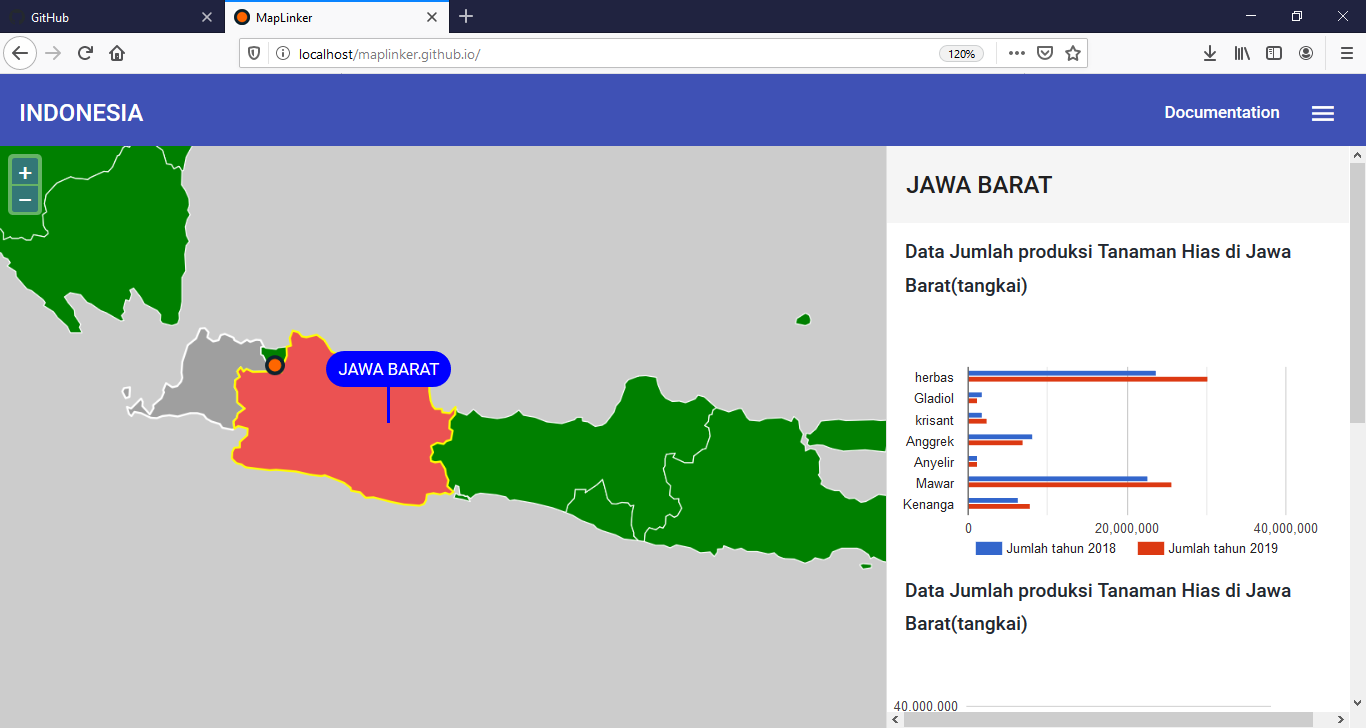 GitHub
MapLinker
localhost/maplinker.github.io/
120%
INDONESIA
Documentation
+
−
JAWA BARAT
JAWA BARAT
Data Jumlah produksi Tanaman Hias di Jawa
Barat(tangkai)
herbas
Gladiol
krisant
Anggrek
Anyelir
Mawar
Kenanga
0 20,000,000 40,000,000
Jumlah tahun 2018 Jumlah tahun 2019
Data Jumlah produksi Tanaman Hias di Jawa
Barat(tangkai)
40,000,000